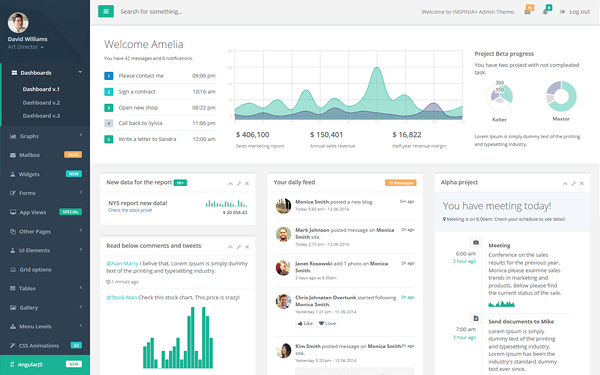 David Williams
Art Director
Dashboards
Dashboard v.1
Dashboard v.2
Dashboard v.3
Graphs
Mailbox
16/24
Widgets
NEW
Forms
App Views
SPECIAL
Other Pages
UI Elements
Grid options
Tables
Gallery
Menu Levels
CSS Animations
62
AngularJS
NEW
Search for something...
Welcome to INSPINIA+ Admin Theme.
16
8
Log out
Welcome Amelia
You have 42 messages and 6 notifications.
1 Please contact me 09:00 pm
2 Sign a contract 10:16 am
3 Open new shop 08:22 pm
4 Call back to Sylvia 11:06 pm
5 Write a letter to Sandra 12:00 am
$ 406,100
Sales marketing report
$ 150,401
Annual sales revenue
$ 16,822
Half-year revenue margin
Project Beta progress
You have two project with not compleated
task.
300
150
Kolter
Maxtor
Lorem Ipsum is simply dummy text of the printing
and typesetting industry.
New data for the report
NYS report new data!
Check the stock price!
$ 20 054.43
Read below comments and tweets
@Alan Marry I belive that. Lorem Ipsum is simply
dummy text of the printing and typesetting industry.
1 minuts ago
@Stock Man Check this stock chart. This price is crazy!
Your daily feed
10 Messages
Monica Smith posted a new blog.
5m ago
Today 5:60 pm - 12.06.2014
Mark Johnson posted message on Monica Smith
site.
2h ago
Today 2:10 pm - 12.06.2014
Janet Rosowski add 1 photo on Monica
Smith.
2h ago
2 days ago at 8:30am
Chris Johnatan Overtunk started following
Monica Smith.
5h ago
Yesterday 1:21 pm - 11.06.2014
Like
Love
Kim Smith posted message on Monica Smith
site.
2h ago
Yesterday 5:20 pm - 12.06.2014
Alpha project
You have meeting today!
Meeting is on 6:00am. Check your schedule to see detail.
6:00 am
2 hour ago
Meeting
Conference on the sales
results for the previous year.
Monica please examine sales
trends in marketing and
products. Below please find
the current status of the sale.
7:00 am
3 hour ago
Send documents to Mike
Lorem Ipsum is simply
dummy text of the printing
and typesetting industry.
Lorem Ipsum has been the
industry's standard dummy
text ever since.